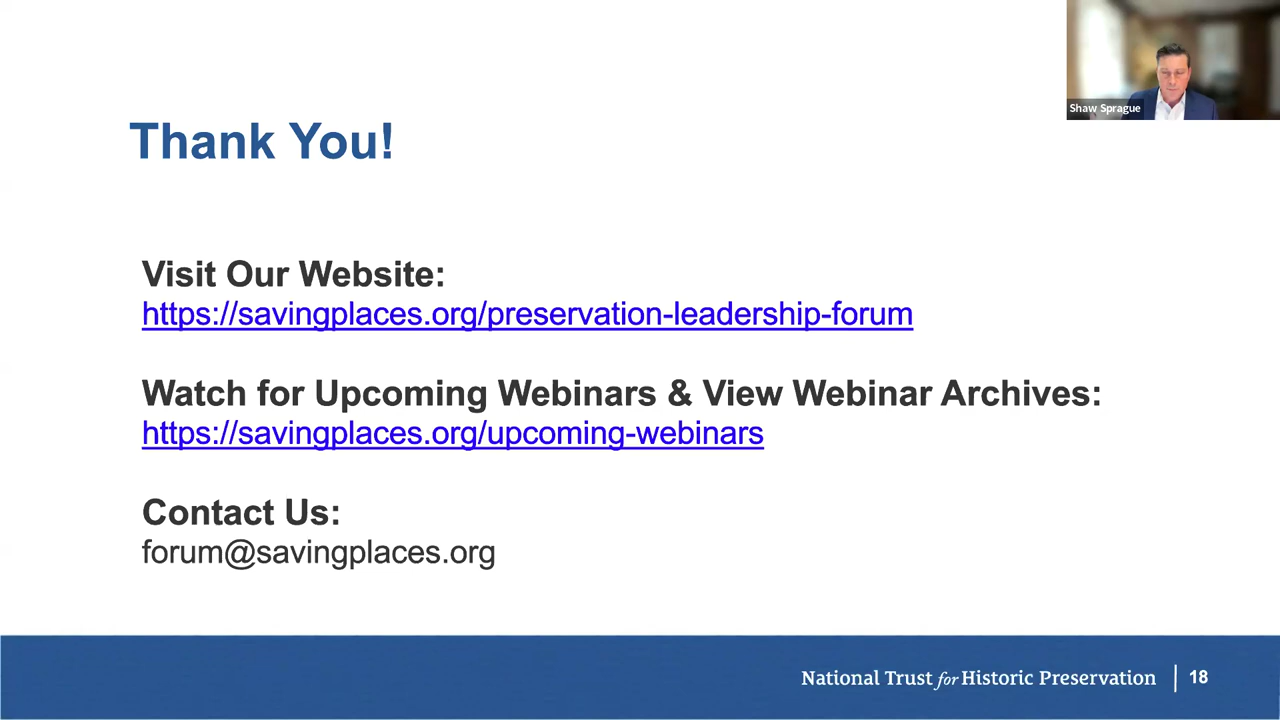 Shaw Sprague
Thank You!
Visit Our Website:
https://savingplaces.org/preservation-leadership-forum
Watch for Upcoming Webinars & View Webinar Archives:
https://savingplaces.org/upcoming-webinars
Contact Us:
forum@savingplaces.org
National Trust for Historic Preservation | 18